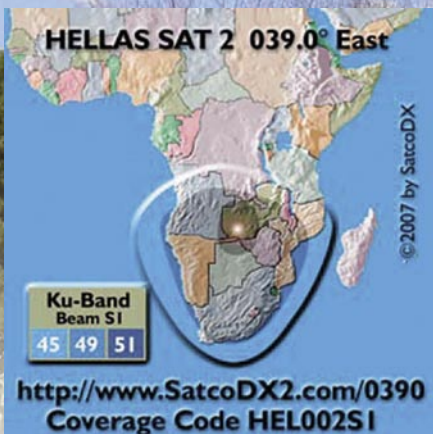 HELLAS SAT 2 039.0° East
©2007 by SatcoDX
Ku-Band
Beam S1
45 49 51
http://www.SatcoDX2.com/0390
Coverage Code HEL002S1